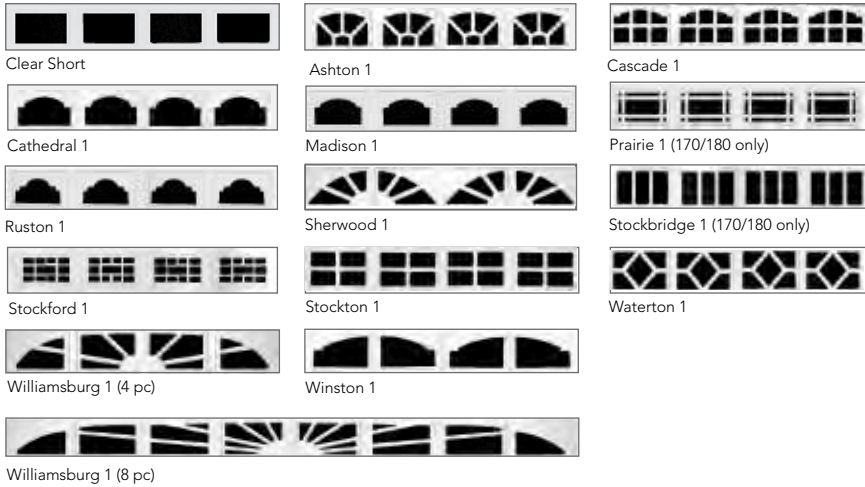 Clear Short
Ashton 1
Cascade 1
Cathedral 1
Madison 1
Prairie 1 (170/180 only)
Ruston 1
Sherwood 1
Stockbridge 1 (170/180 only)
Stockford 1
Stockton 1
Waterton 1
Williamsburg 1 (4 pc)
Winston 1
Williamsburg 1 (8 pc)